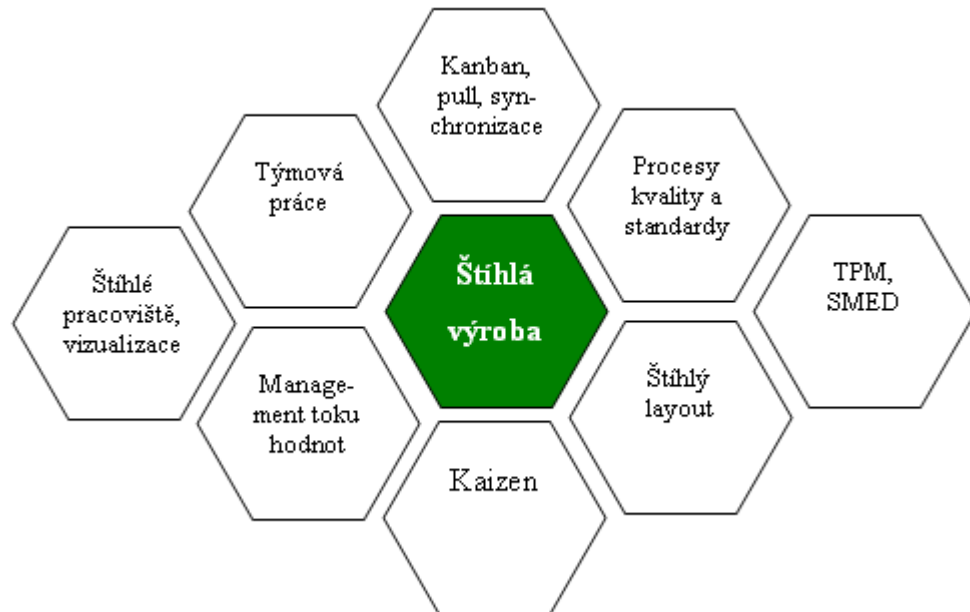 Kanban,
pull, syn-
chronizace
Týmová
práce
Procesy
kvality a
standardy
Štíhlé
pracoviště,
vizualizace
Štíhlá
výroba
TPM,
SMED
Manage-
ment toku
hodnot
Štíhlý
layout
Kaizen